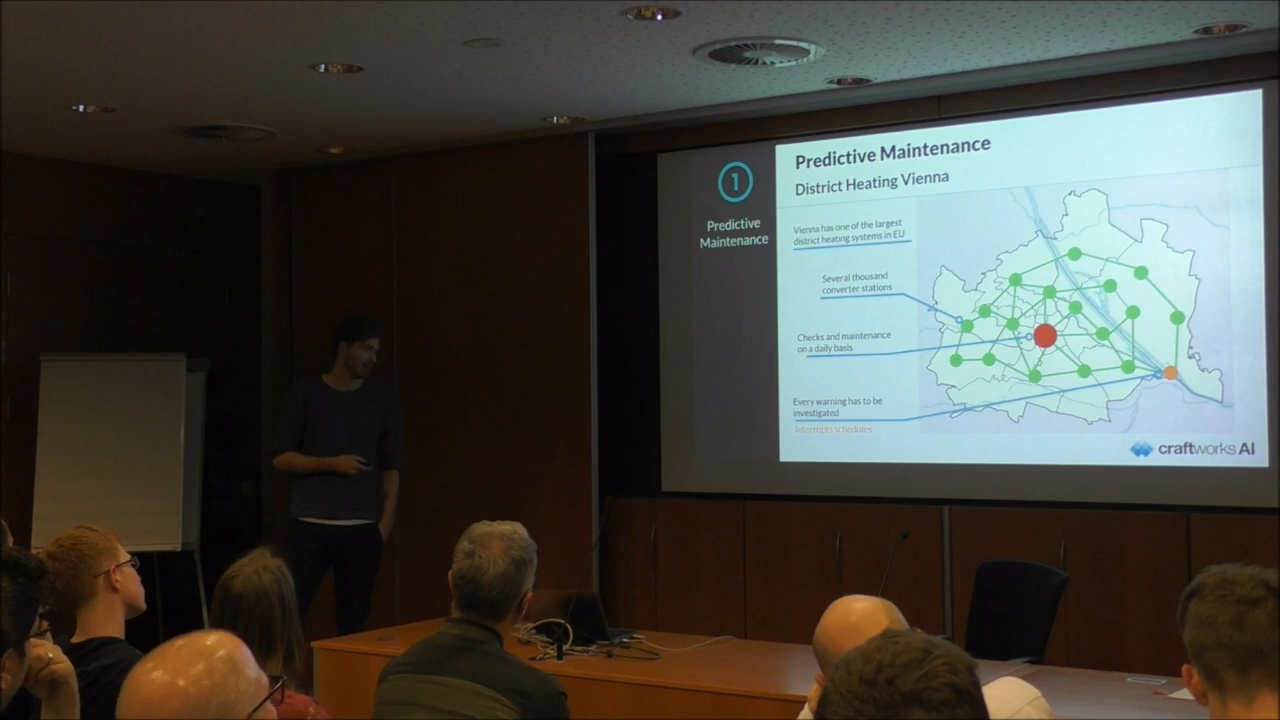 1
Predictive
Maintenance
Predictive Maintenance
District Heating Vienna
Vienna has one of the largest
district heating systems in EU
Several thousand
converter stations
Checks and maintenance
on a daily basis
Every warning has to be
investigated
Interrupts schedules
craftworks AI